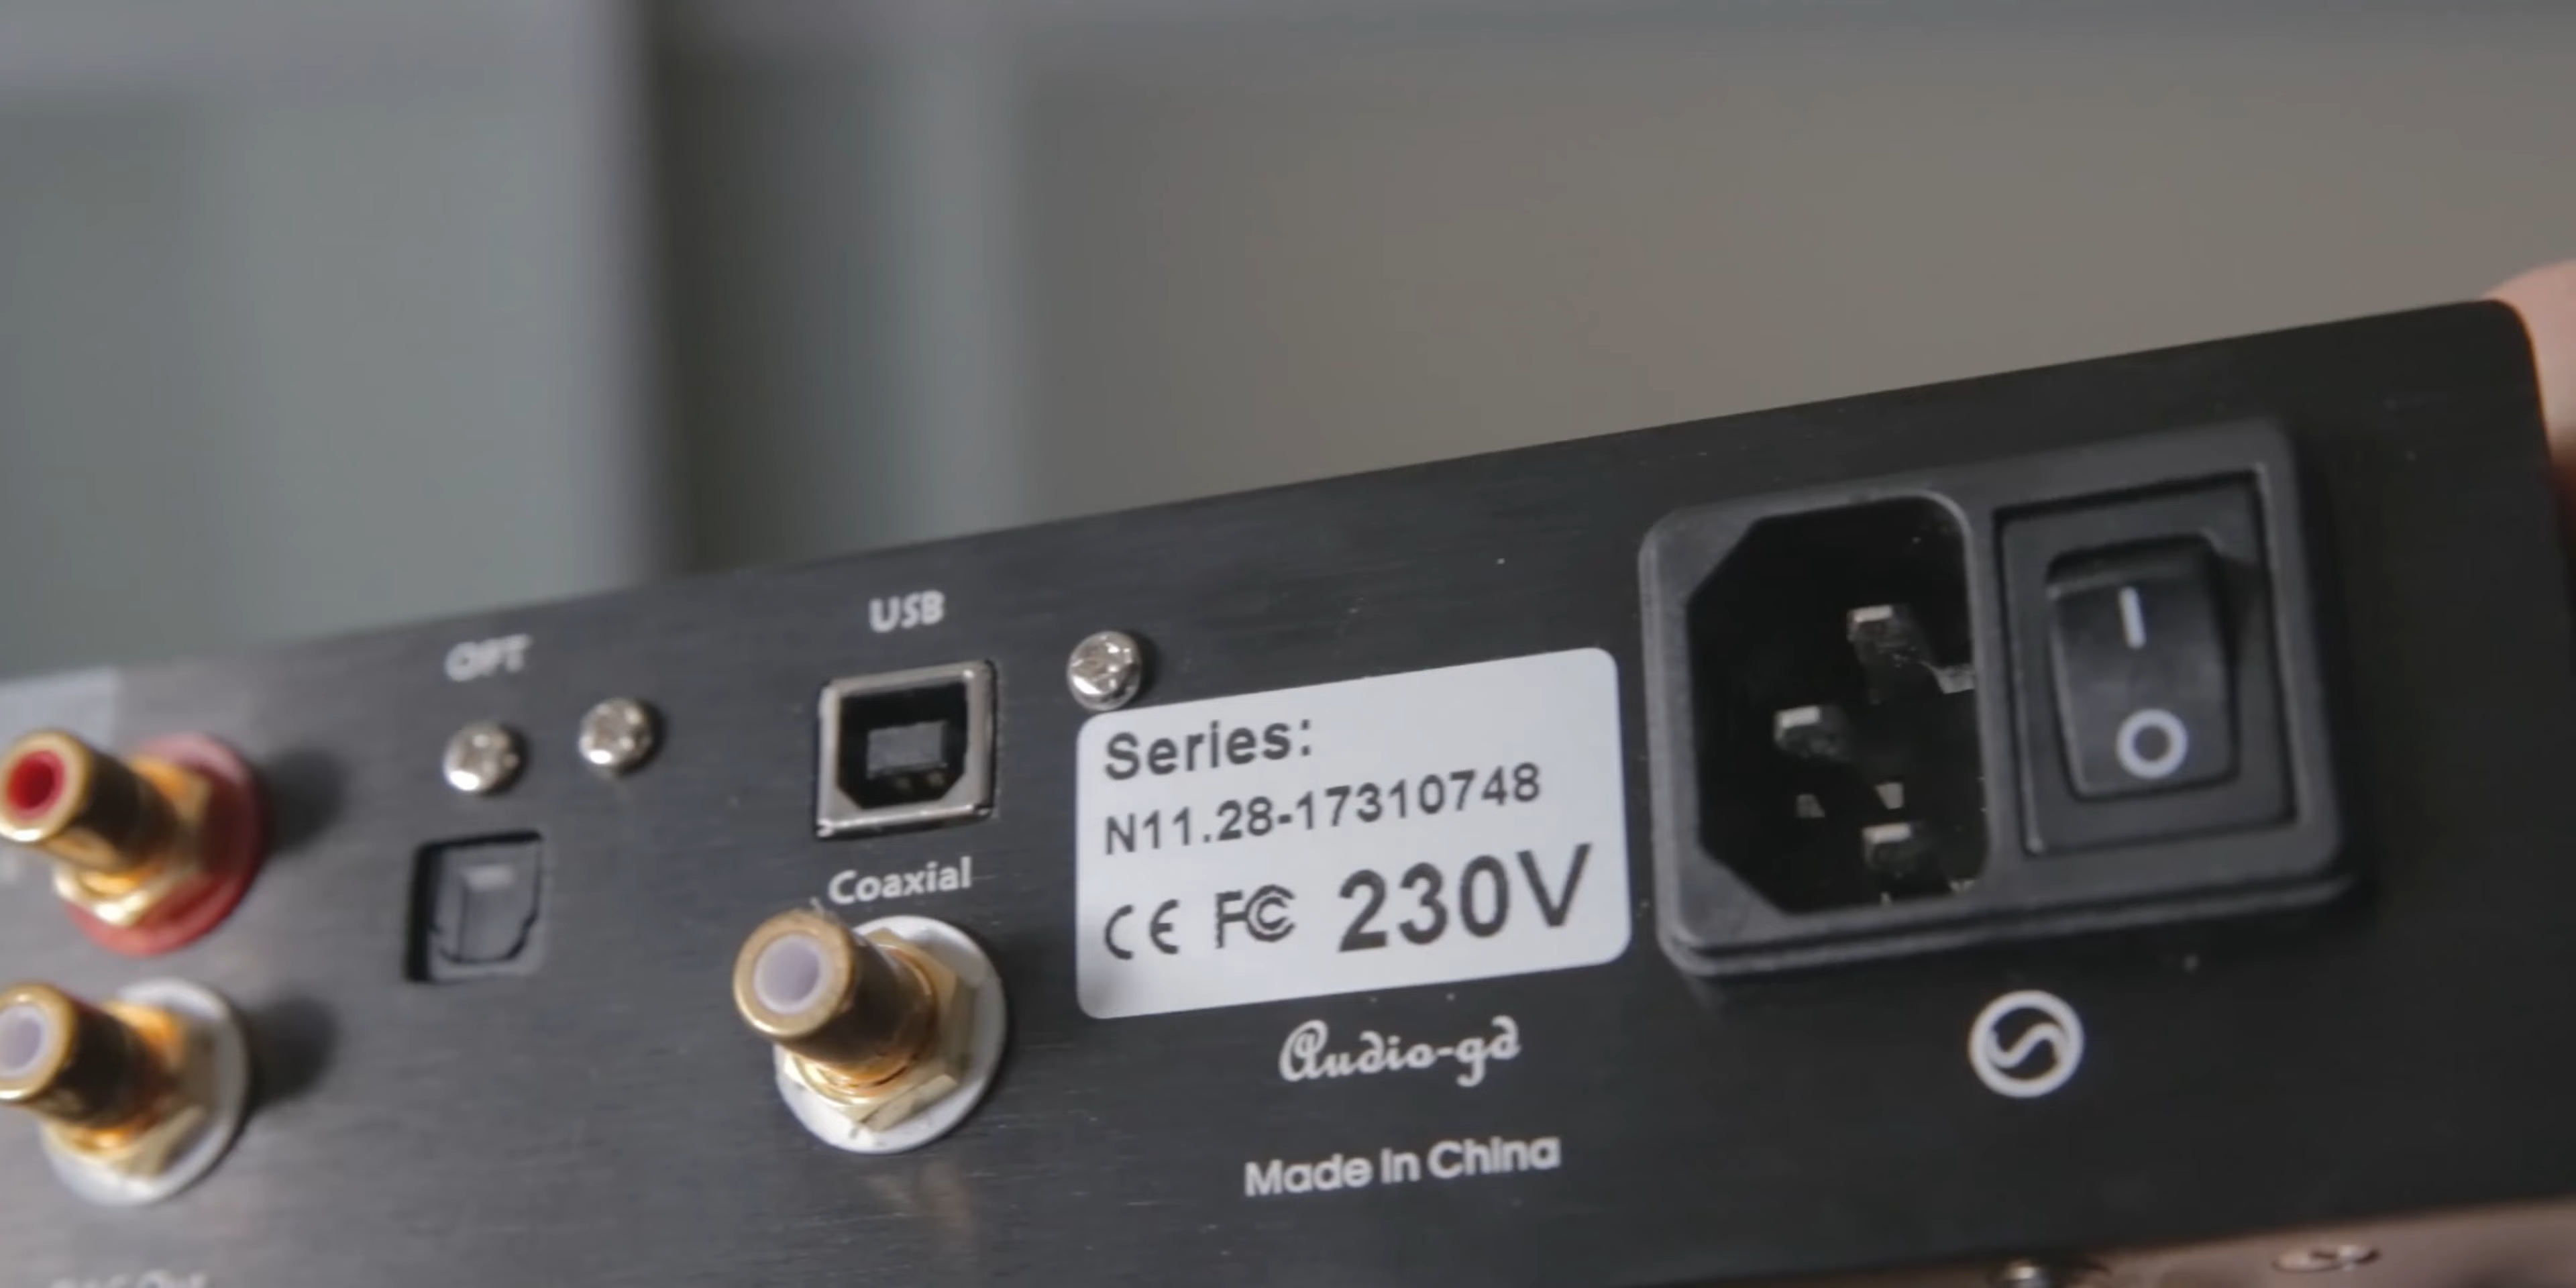 OPT
USB
Coaxial
Series:
N11.28-17310748
CE FC 230V
Audio-gd
Made In China